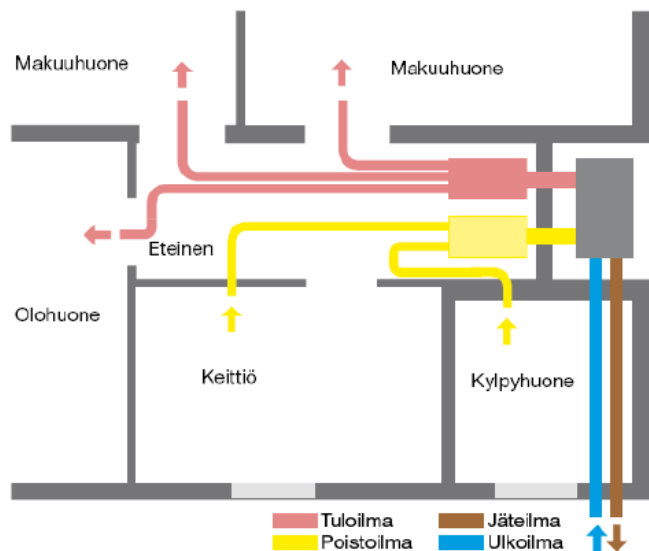 Makuuhuone
Makuuhuone
Eteinen
Olohuone
Keittiö
Kylpyhuone
Tuloilma
Jäteilma
Poistoilma
Ulkoilma